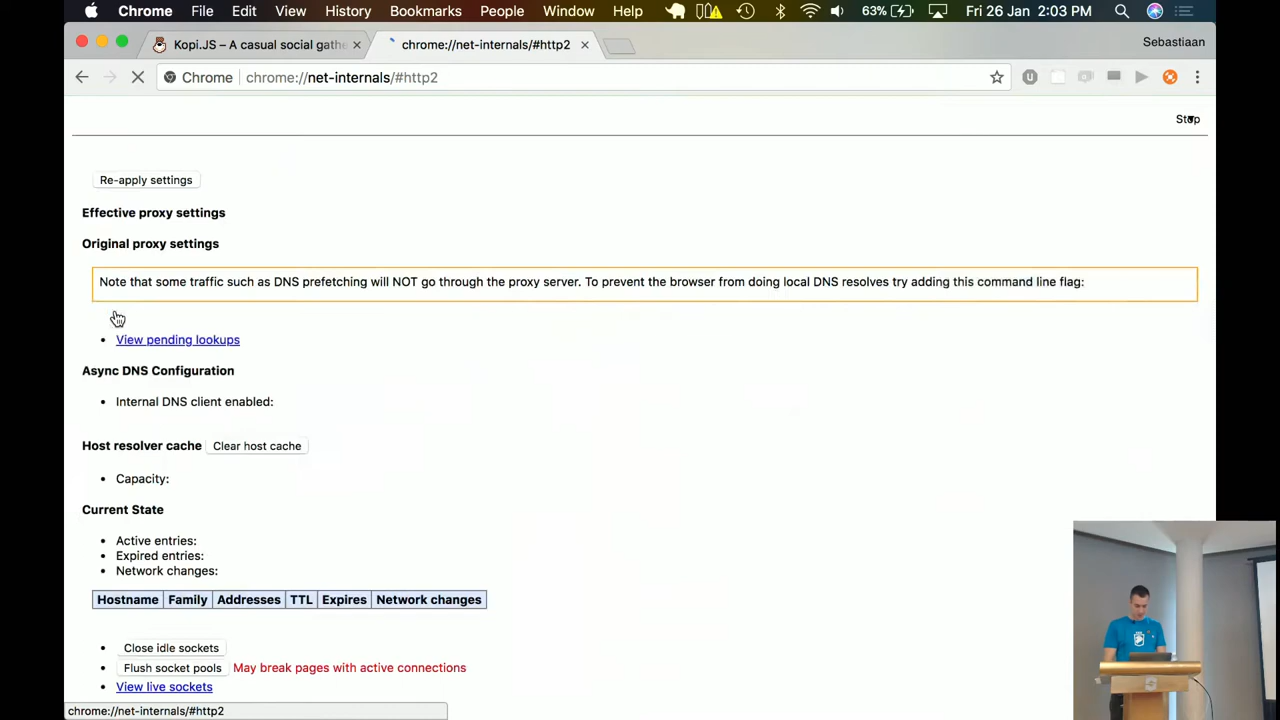 Chrome File Edit View History Bookmarks People Window Help 63% Fri 26 Jan 2:03 PM
Kopi.JS – A casual social gathe
chrome://net-internals/#http2
Sebastiaan
Chrome chrome://net-internals/#http2
Stop
Re-apply settings
Effective proxy settings
Original proxy settings
Note that some traffic such as DNS prefetching will NOT go through the proxy server. To prevent the browser from doing local DNS resolves try adding this command line flag:
• View pending lookups
Async DNS Configuration
• Internal DNS client enabled:
Host resolver cache Clear host cache
• Capacity:
Current State
• Active entries:
• Expired entries:
• Network changes:
Hostname Family Addresses TTL Expires Network changes
• Close idle sockets
• Flush socket pools May break pages with active connections
• View live sockets
chrome://net-internals/#http2